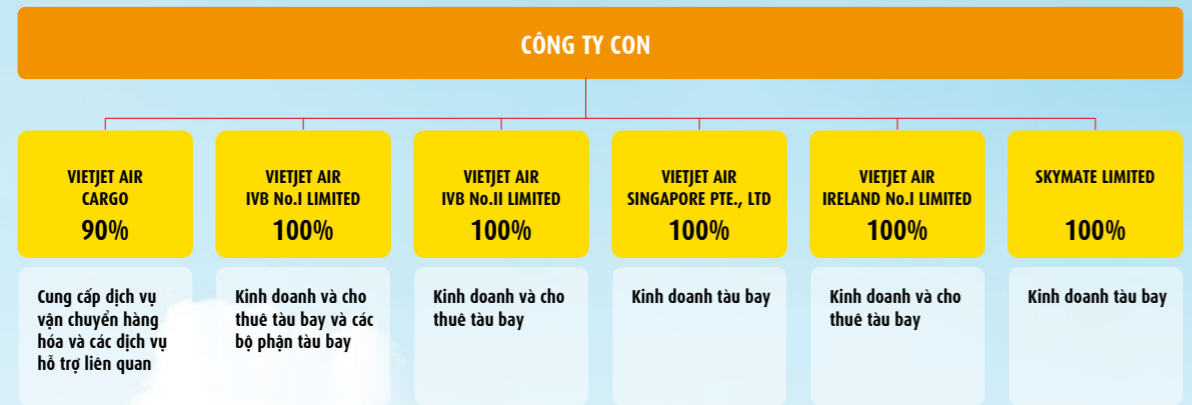 CÔNG TY CON
VIETJET AIR
CARGO
90%
VIETJET AIR
IVB No.I LIMITED
100%
VIETJET AIR
IVB No.II LIMITED
100%
VIETJET AIR
SINGAPORE PTE., LTD
100%
VIETJET AIR
IRELAND No.I LIMITED
100%
SKYMATE LIMITED
100%
Cung cấp dịch vụ
vận chuyển hàng
hóa và các dịch vụ
hỗ trợ liên quan
Kinh doanh và cho
thuê tàu bay và các
bộ phận tàu bay
Kinh doanh và cho
thuê tàu bay
Kinh doanh tàu bay
Kinh doanh và cho
thuê tàu bay
Kinh doanh tàu bay